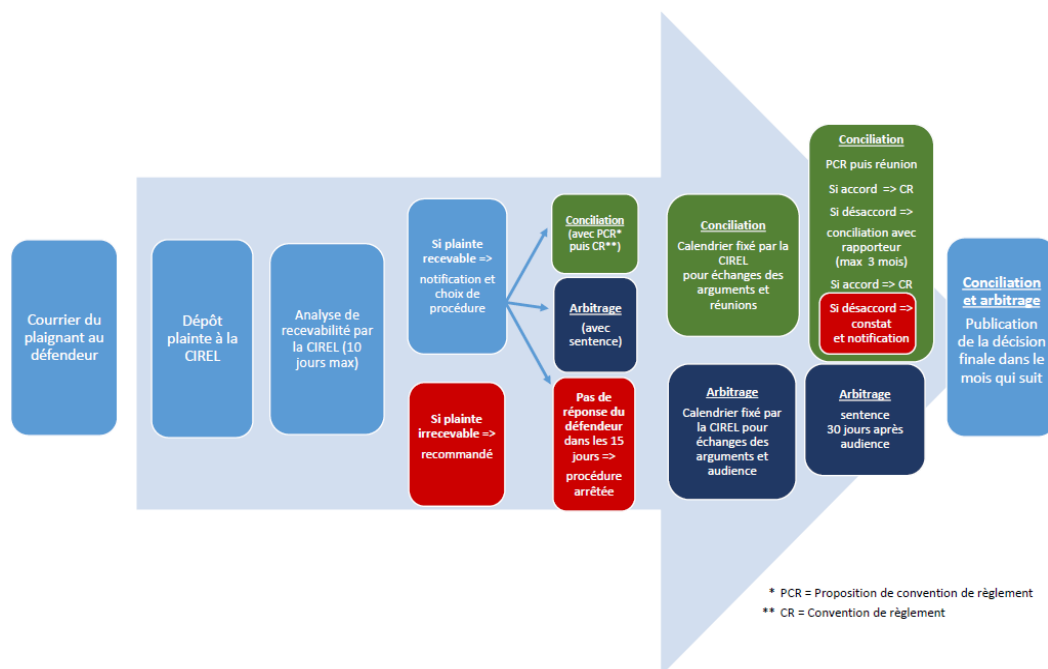 Courrier du
plaignant au
défendeur
Dépôt
plainte à la
CIREL
Analyse de
recevabilité par
la CIREL (10
jours max)
Si plainte
recevable =>
notification et
choix de
procédure
Si plainte
irrecevable =>
recommandé
Conciliation
(avec PCR*
puis CR**)
Arbitrage
(avec
sentence)
Pas de
réponse du
défendeur
dans les 15
jours =>
procédure
arrêtée
Conciliation
Calendrier fixé par la
CIREL
pour échanges des
arguments et
réunions
Arbitrage
Calendrier fixé par
la CIREL pour
échanges des
arguments et
audience
Conciliation
PCR puis réunion
Si accord => CR
Si désaccord =>
conciliation avec
rapporteur
(max 3 mois)
Si accord => CR
Si désaccord =>
constat
et notification
Arbitrage
sentence
30 jours après
audience
Conciliation
et arbitrage
Publication
de la décision
finale dans le
mois qui suit
* PCR = Proposition de convention de règlement
** CR = Convention de règlement